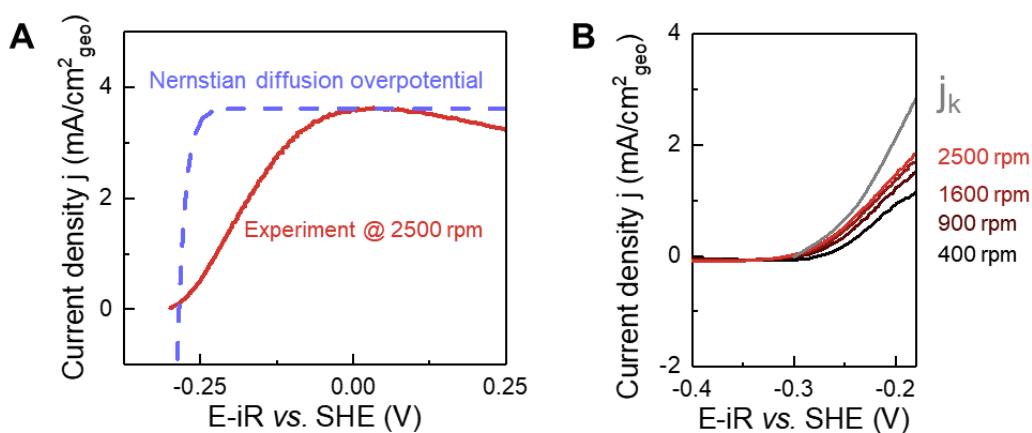 A
Current density j (mA/cm²geo)
4
2
0
Nernstian diffusion overpotential
Experiment @ 2500 rpm
-0.25
0.00
0.25
E-iR vs. SHE (V)
B
Current density j (mA/cm²geo)
4
2
0
-2
-0.4
-0.3
-0.2
E-iR vs. SHE (V)
jk
2500 rpm
1600 rpm
900 rpm
400 rpm